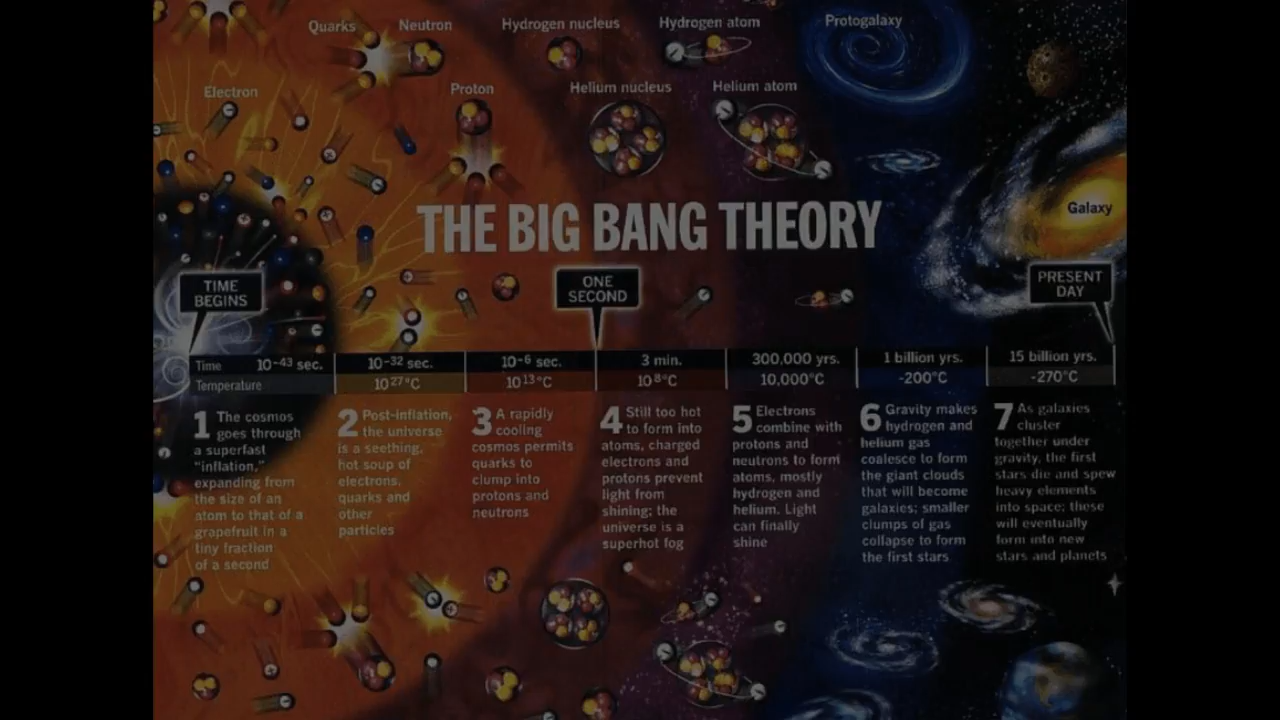 Quarks
Neutron
Hydrogen nucleus
Hydrogen atom
Protogalaxy
Electron
Proton
Helium nucleus
Helium atom
THE BIG BANG THEORY
Galaxy
TIME
BEGINS
ONE
SECOND
PRESENT
DAY
Time 10⁻⁴³ sec. 10⁻³² sec. 10⁻⁶ sec. 3 min. 300,000 yrs. 1 billion yrs. 15 billion yrs.
Temperature 10²⁷°C 10¹³°C 10⁸°C 10,000°C -200°C -270°C
1 The cosmos
goes through
a superfast
"inflation,"
expanding from
the size of an
atom to that of a
grapefruit in a
tiny fraction
of a second
2 Post-inflation,
the universe
is a seething,
hot soup of
electrons,
quarks and
other
particles
3 A rapidly
cooling
cosmos permits
quarks to
clump into
protons and
neutrons
4 Still too hot
to form into
atoms, charged
electrons and
protons prevent
light from
shining; the
universe is a
superhot fog
5 Electrons
combine with
protons and
neutrons to form
atoms, mostly
hydrogen and
helium. Light
can finally
shine
6 Gravity makes
hydrogen and
helium gas
coalesce to form
the giant clouds
that will become
galaxies; smaller
clumps of gas
collapse to form
the first stars
7 As galaxies
cluster
together under
gravity, the first
stars die and spew
heavy elements
into space; these
will eventually
form into new
stars and planets